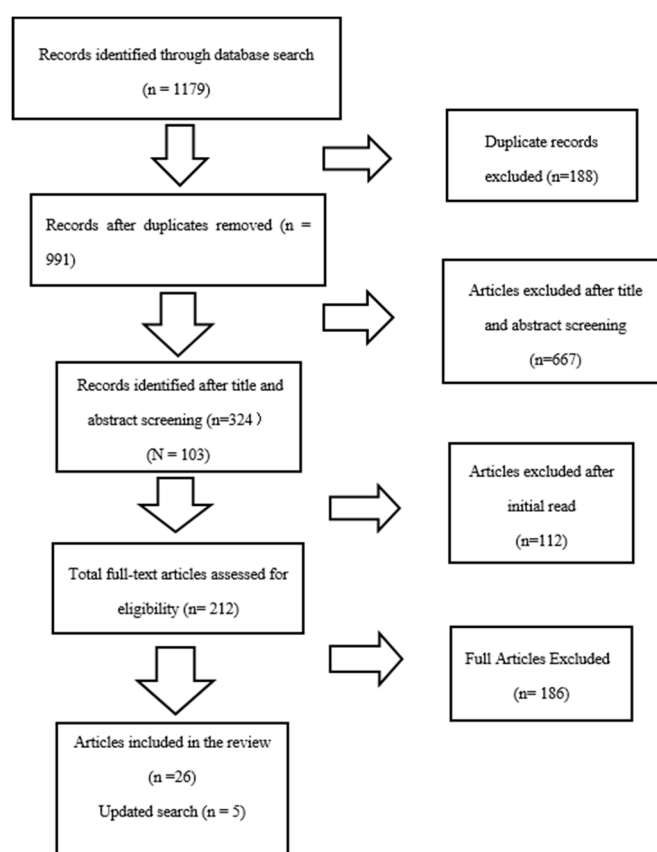 Records identified through database search
(n = 1179)
Duplicate records
excluded (n=188)
Records after duplicates removed (n =
991)
Articles excluded after title
and abstract screening
(n=667)
Records identified after title and
abstract screening (n=324）
(N = 103)
Articles excluded after
initial read
(n=112)
Total full-text articles assessed for
eligibility (n= 212)
Full Articles Excluded
(n= 186)
Articles included in the review
(n =26)
Updated search (n = 5)